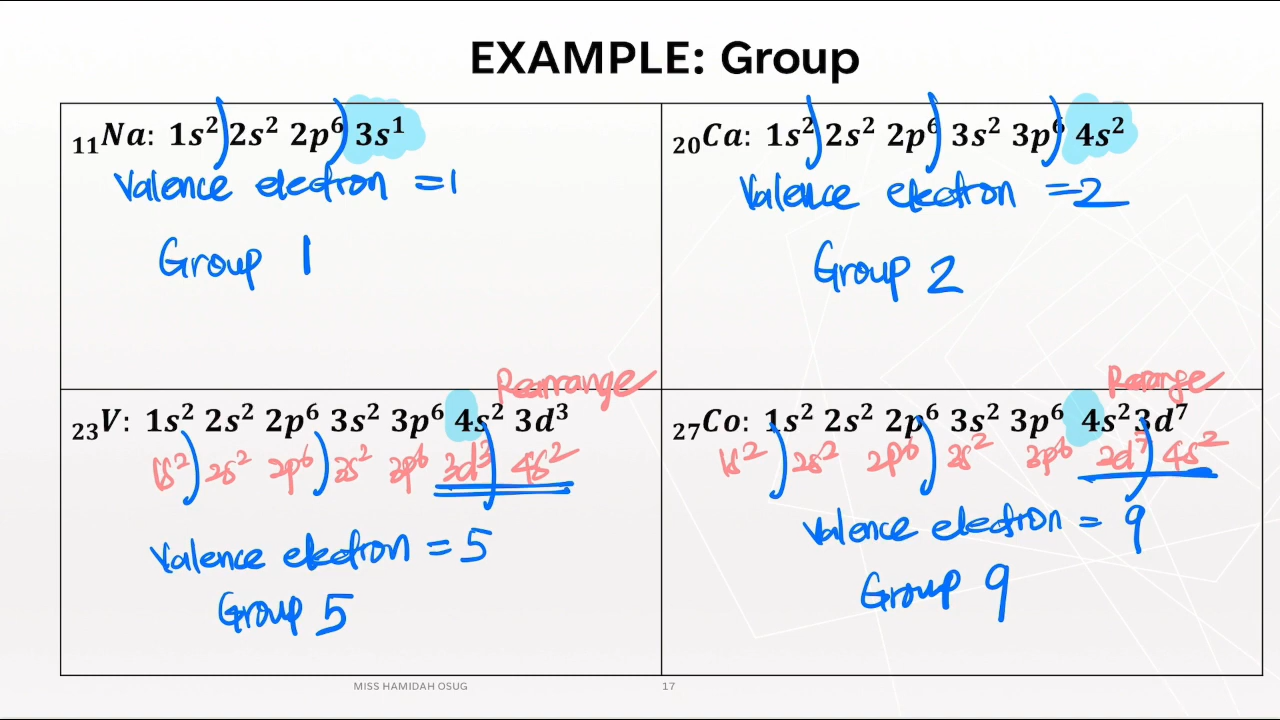 EXAMPLE: Group
₁₁Na: 1s² 2s² 2p⁶ 3s¹
Valence electron = 1
Group 1
₂₀Ca: 1s² 2s² 2p⁶ 3s² 3p⁶ 4s²
Valence electron = 2
Group 2
Rearrange
₂₃V: 1s² 2s² 2p⁶ 3s² 3p⁶ 4s² 3d³
1s² 2s² 2p⁶ 3s² 3p⁶ 3d³ 4s²
Valence electron = 5
Group 5
₂₇Co: 1s² 2s² 2p⁶ 3s² 3p⁶ 4s² 3d⁷
1s² 2s² 2p⁶ 3s² 3p⁶ 3d⁷ 4s²
Valence electron = 9
Group 9
MISS HAMIDAH OSUG
17